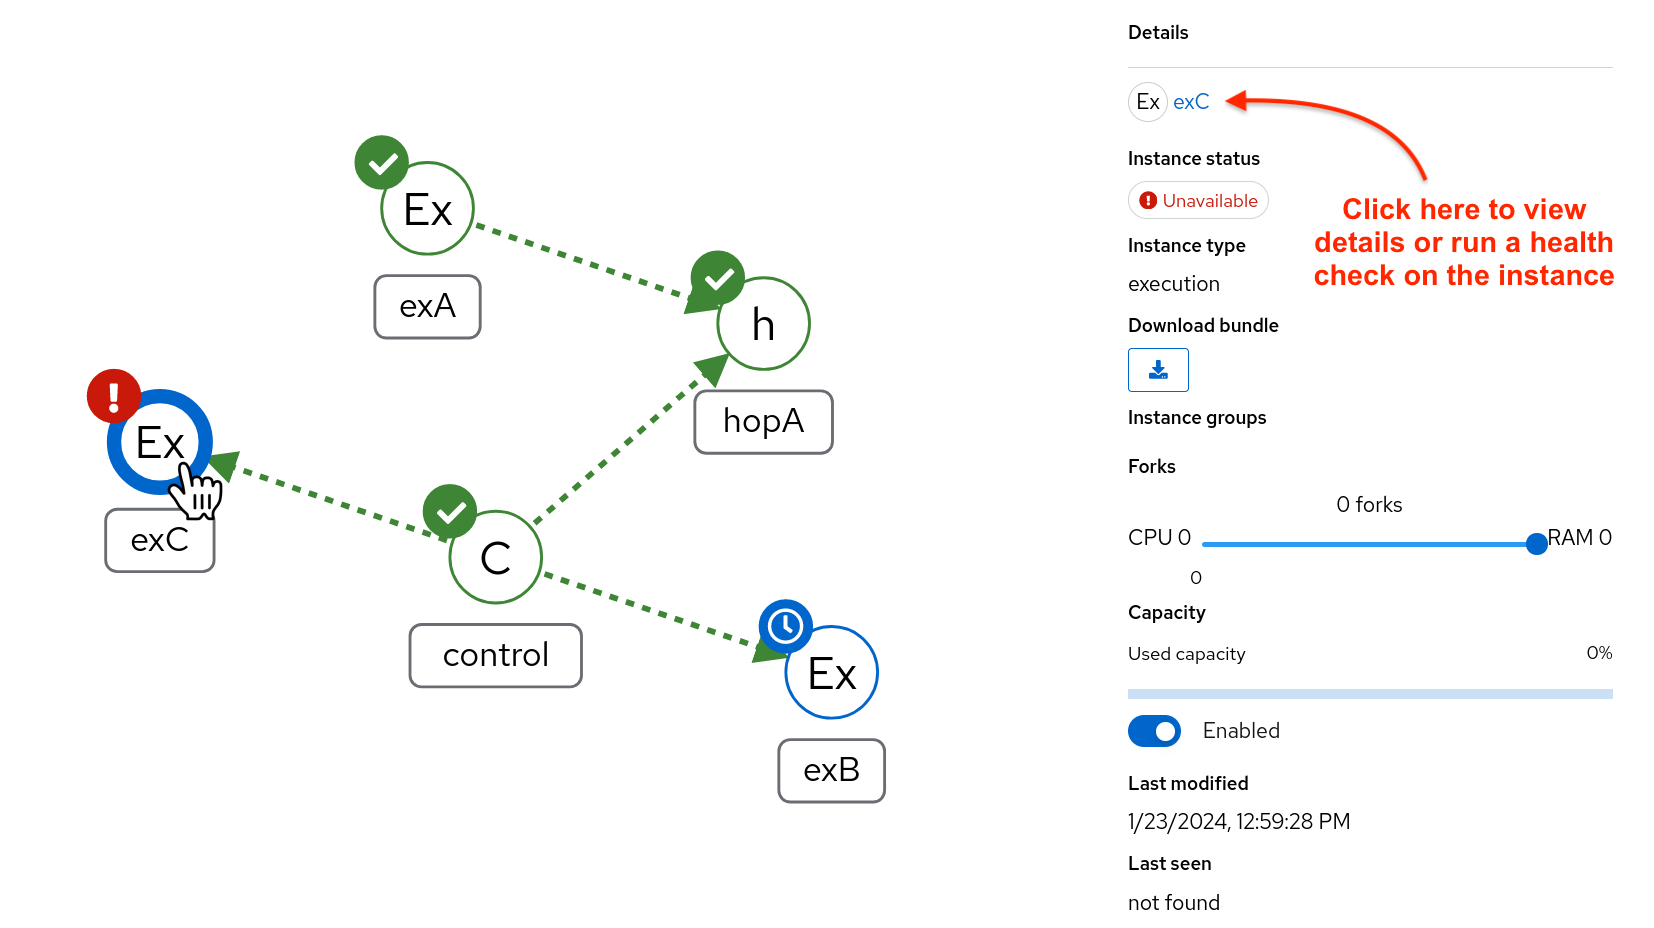 Ex
exA
h
hopA
Ex
exC
C
control
Ex
exB
Details
Ex exC
Instance status
Unavailable
Click here to view
details or run a health
check on the instance
Instance type
execution
Download bundle
Instance groups
Forks
0 forks
CPU 0
RAM 0
0
Capacity
Used capacity
0%
Enabled
Last modified
1/23/2024, 12:59:28 PM
Last seen
not found